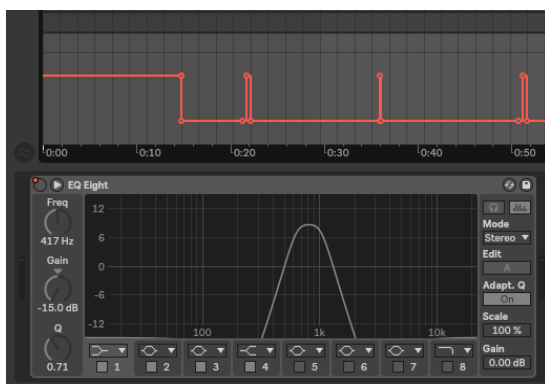 0:00 0:10 0:20 0:30 0:40 0:50
EQ Eight
Freq
417 Hz
Gain
-15.0 dB
Q
0.71
12
6
0
-6
-12
100 1k 10k
1 2 3 4 5 6 7 8
Mode
Stereo
Edit
A
Adapt. Q
On
Scale
100 %
Gain
0.00 dB